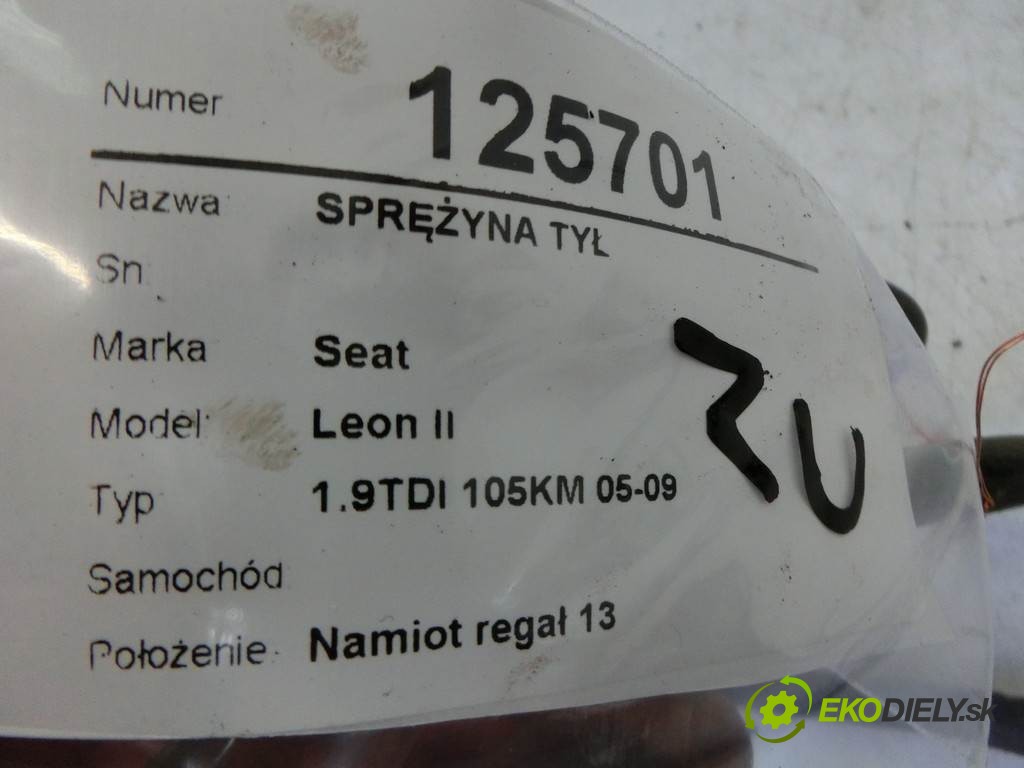 Numer 125701
Nazwa SPRĘŻYNA TYŁ
Sn
Marka Seat
Model Leon II
Typ 1.9TDI 105KM 05-09
Samochód
Położenie Namiot regał 13
EKODIELY.sk